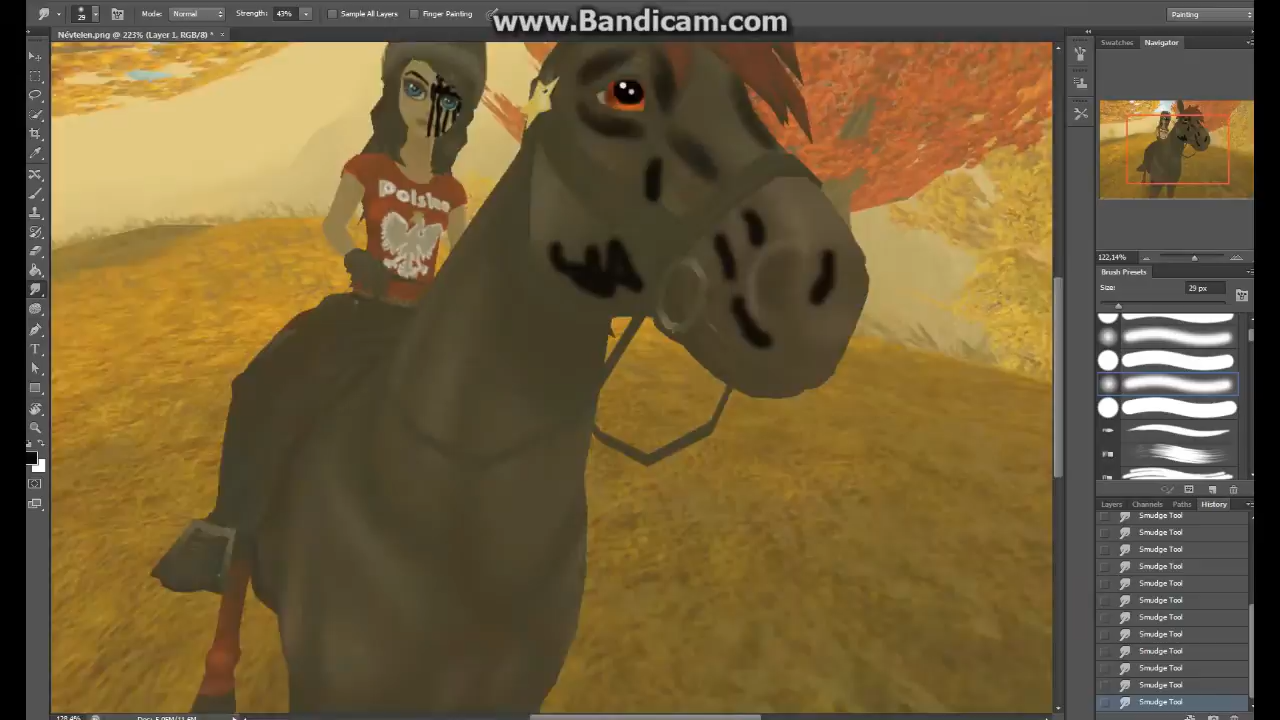 www.Bandicam.com
Mode: Normal Strength: 43% Sample All Layers Finger Painting Painting
29
Névtelen.png @ 223% (Layer 1, RGB/8) * x
Swatches Navigator
Polska
122,14%
Brush Presets
Size: 29 px
Layers Channels Paths History
Smudge Tool
Smudge Tool
Smudge Tool
Smudge Tool
Smudge Tool
Smudge Tool
Smudge Tool
Smudge Tool
Smudge Tool
Smudge Tool
Smudge Tool
Smudge Tool